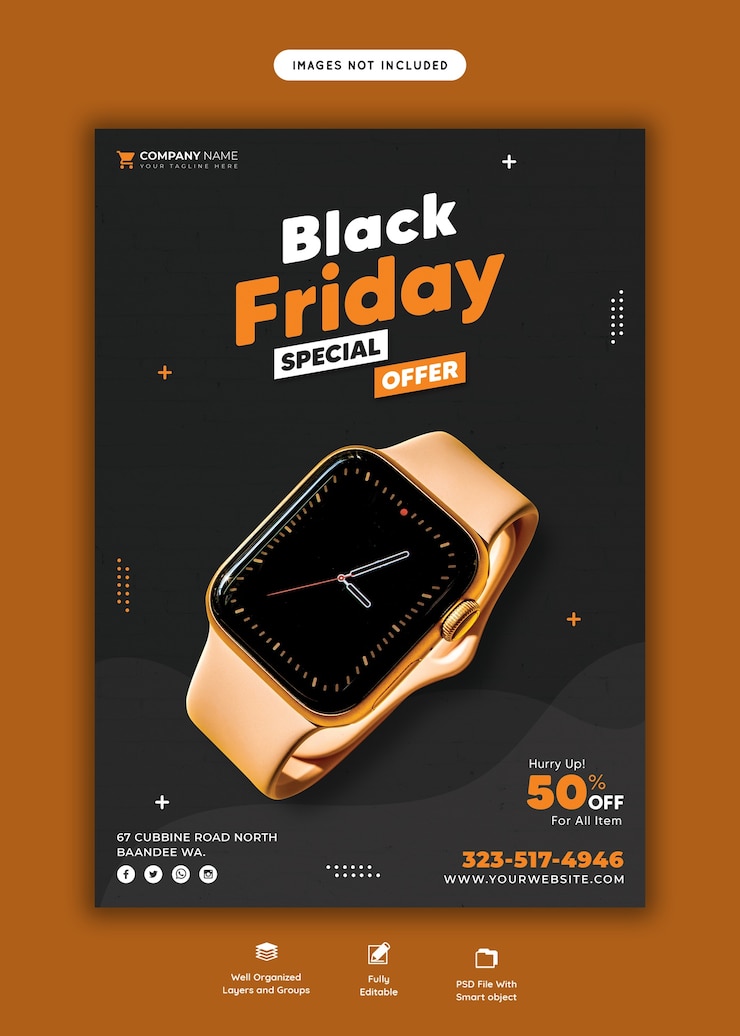 IMAGES NOT INCLUDED
COMPANY NAME
YOUR TAGLINE HERE
Black
Friday
SPECIAL
OFFER
Hurry Up!
50% OFF
For All Item
67 CUBBINE ROAD NORTH
BAANDEE WA.
323-517-4946
WWW.YOURWEBSITE.COM
Well Organized
Layers and Groups
Fully
Editable
PSD File With
Smart object